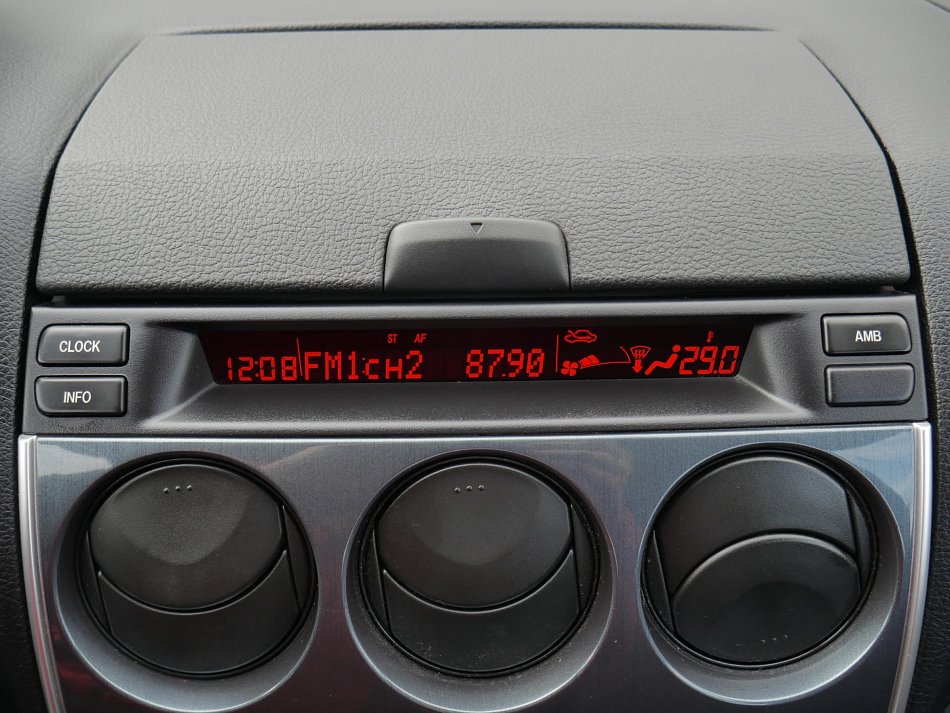 ST AF
12:08 FM1:CH2 87.90 29.0
CLOCK
INFO
AMB